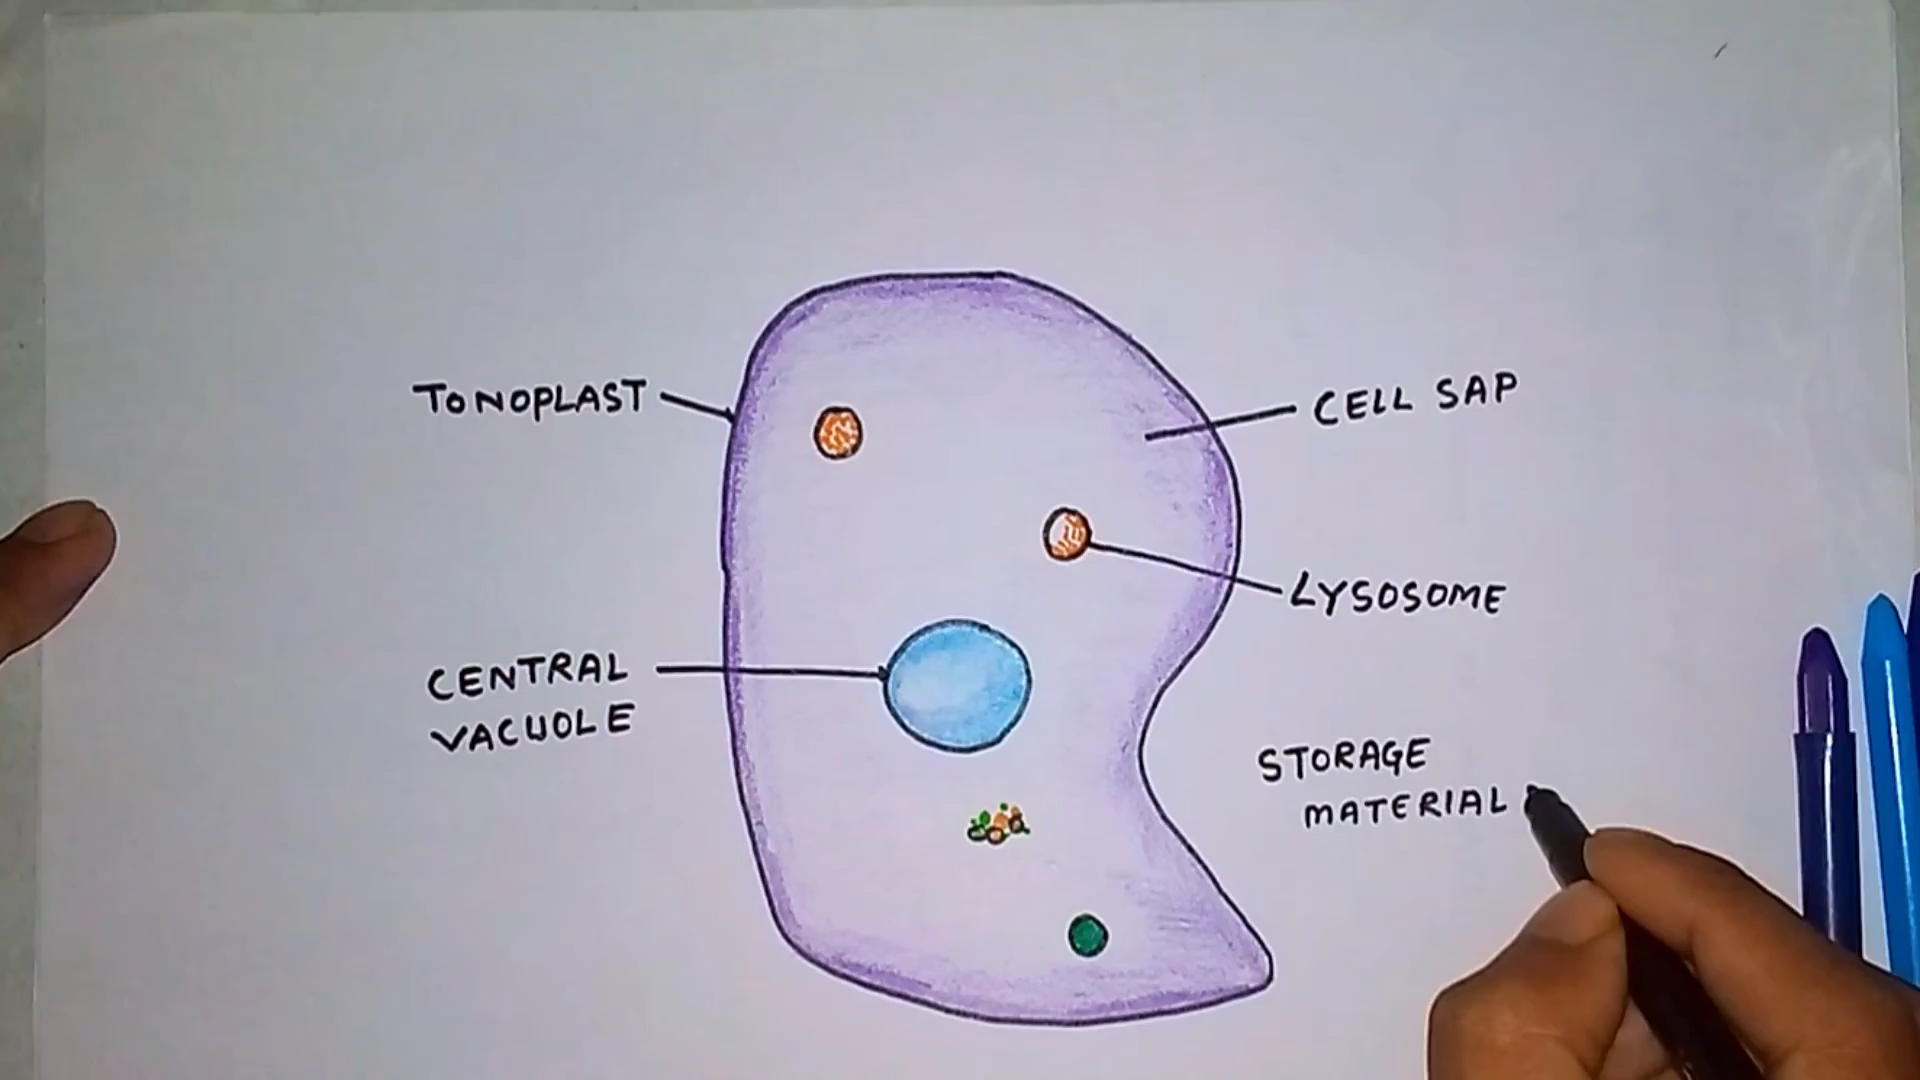 TONOPLAST
CELL SAP
LYSOSOME
CENTRAL
VACUOLE
STORAGE
MATERIAL